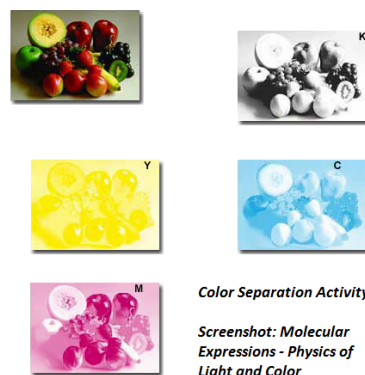 K
Y
C
M
Color Separation Activity
Screenshot: Molecular
Expressions - Physics of
Light and Color